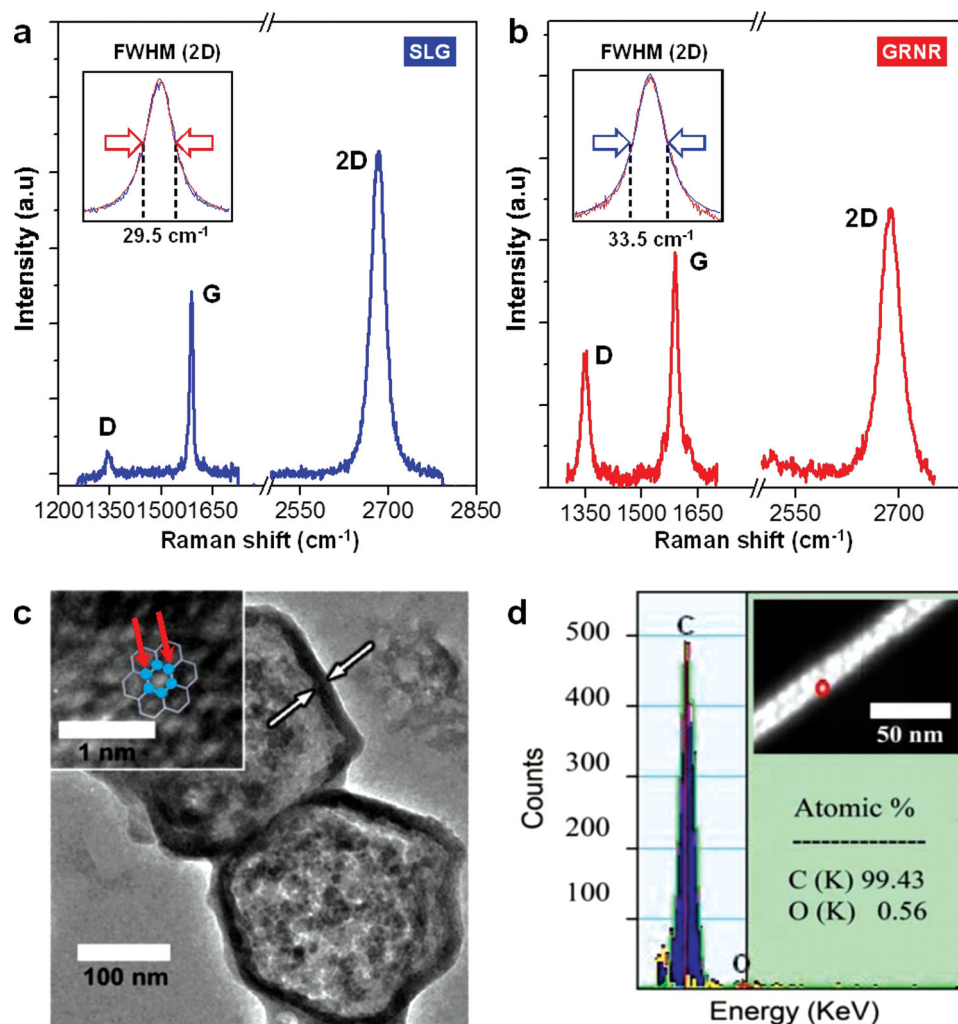 a
SLG
FWHM (2D)
29.5 cm-1
2D
G
D
Intensity (a.u)
1200 1350 1500 1650 2550 2700 2850
Raman shift (cm-1)
b
GRNR
FWHM (2D)
33.5 cm-1
2D
G
D
Intensity (a.u)
1350 1500 1650 2550 2700
Raman shift (cm-1)
c
1 nm
100 nm
d
C
500
400
300
200
100
Counts
O
Energy (KeV)
50 nm
Atomic %
--------------
C (K) 99.43
O (K) 0.56